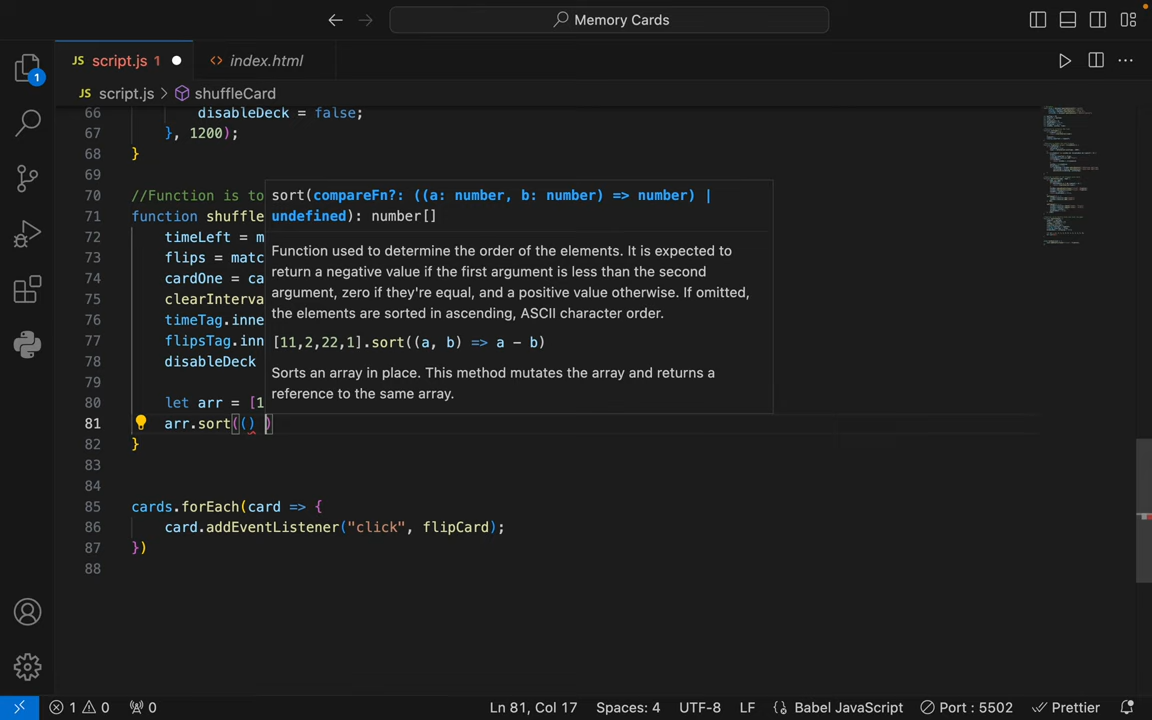 Memory Cards
JS script.js 1
<> index.html
JS script.js > shuffleCard
1
66 disableDeck = false;
67 }, 1200);
68 }
69
70 //Function is to
71 function shuffle
72 timeLeft = m
73 flips = matc
74 cardOne = ca
75 clearInterva
76 timeTag.inne
77 flipsTag.inn
78 disableDeck
79
80 let arr = [1
81 arr.sort(() )
82 }
83
84
85 cards.forEach(card => {
86 card.addEventListener("click", flipCard);
87 })
88
sort(compareFn?: ((a: number, b: number) => number) |
undefined): number[]
Function used to determine the order of the elements. It is expected to
return a negative value if the first argument is less than the second
argument, zero if they're equal, and a positive value otherwise. If omitted,
the elements are sorted in ascending, ASCII character order.
[11,2,22,1].sort((a, b) => a - b)
Sorts an array in place. This method mutates the array and returns a
reference to the same array.
1 0 0 Ln 81, Col 17 Spaces: 4 UTF-8 LF {} Babel JavaScript Port : 5502 Prettier